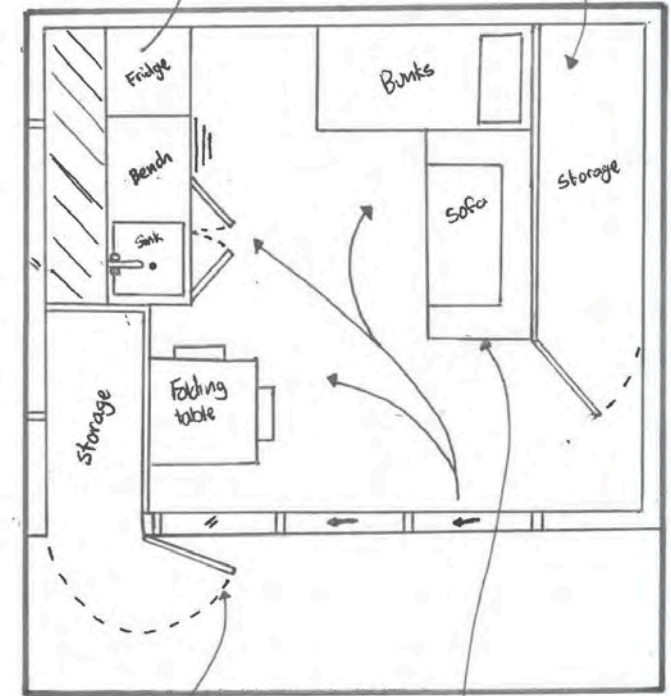 Fridge
Bunks
Bench
Storage
Sofa
Sink
Storage
Folding
table